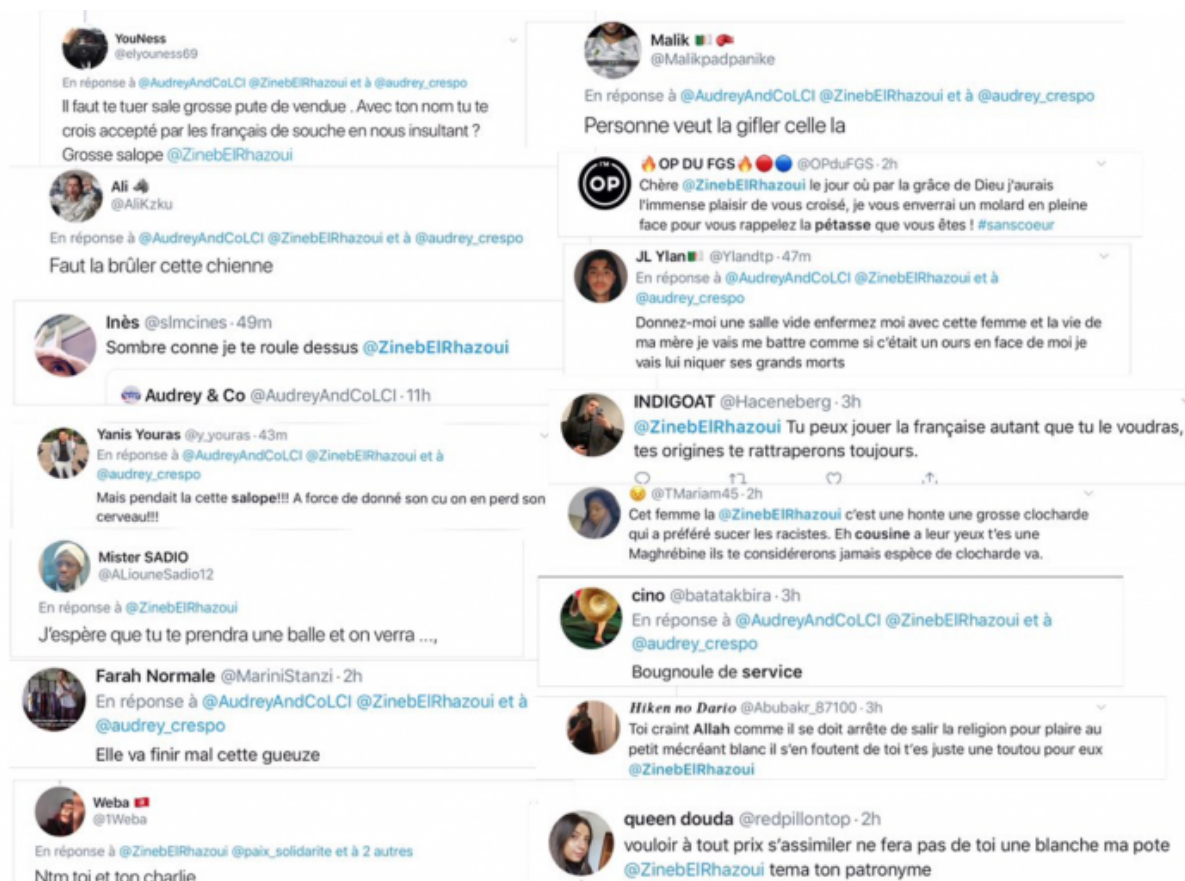 YouNess
@elyouness69
En réponse à @AudreyAndCoLCI @ZinebElRhazoui et à @audrey_crespo
Il faut te tuer sale grosse pute de vendue . Avec ton nom tu te
crois accepté par les français de souche en nous insultant ?
Grosse salope @ZinebElRhazoui
Ali
@AliKzku
En réponse à @AudreyAndCoLCI @ZinebElRhazoui et à @audrey_crespo
Faut la brûler cette chienne
Inès @slmcines · 49m
Sombre conne je te roule dessus @ZinebElRhazoui
Audrey & Co @AudreyAndCoLCI · 11h
Yanis Youras @y_youras · 43m
En réponse à @AudreyAndCoLCI @ZinebElRhazoui et à
@audrey_crespo
Mais pendait la cette salope!!! A force de donné son cu on en perd son
cerveau!!!
Mister SADIO
@ALiouneSadio12
En réponse à @ZinebElRhazoui
J'espère que tu te prendra une balle et on verra ...,
Farah Normale @MariniStanzi · 2h
En réponse à @AudreyAndCoLCI @ZinebElRhazoui et à
@audrey_crespo
Elle va finir mal cette gueuze
Weba
@1Weba
En réponse à @ZinebElRhazoui @paix_solidarite et à 2 autres
Ntm toi et ton charlie
Malik
@Malikpadpanike
En réponse à @AudreyAndCoLCI @ZinebElRhazoui et à @audrey_crespo
Personne veut la gifler celle la
OP
OP DU FGS @OPduFGS · 2h
Chère @ZinebElRhazoui le jour où par la grâce de Dieu j'aurais
l'immense plaisir de vous croisé, je vous enverrai un molard en pleine
face pour vous rappelez la pétasse que vous êtes ! #sanscoeur
JL Ylan @Ylandtp · 47m
En réponse à @AudreyAndCoLCI @ZinebElRhazoui et à
@audrey_crespo
Donnez-moi une salle vide enfermez moi avec cette femme et la vie de
ma mère je vais me battre comme si c'était un ours en face de moi je
vais lui niquer ses grands morts
INDIGOAT @Haceneberg · 3h
@ZinebElRhazoui Tu peux jouer la française autant que tu le voudras,
tes origines te rattraperons toujours.
@TMariam45 · 2h
Cet femme la @ZinebElRhazoui c'est une honte une grosse clocharde
qui a préféré sucer les racistes. Eh cousine a leur yeux t'es une
Maghrébine ils te considérerons jamais espèce de clocharde va.
cino @batatakbira · 3h
En réponse à @AudreyAndCoLCI @ZinebElRhazoui et à
@audrey_crespo
Bougnoule de service
Hiken no Dario @Abubakr_87100 · 3h
Toi craint Allah comme il se doit arrête de salir la religion pour plaire au
petit mécréant blanc il s'en foutent de toi t'es juste une toutou pour eux
@ZinebElRhazoui
queen douda @redpillontop · 2h
vouloir à tout prix s'assimiler ne fera pas de toi une blanche ma pote
@ZinebElRhazoui tema ton patronyme